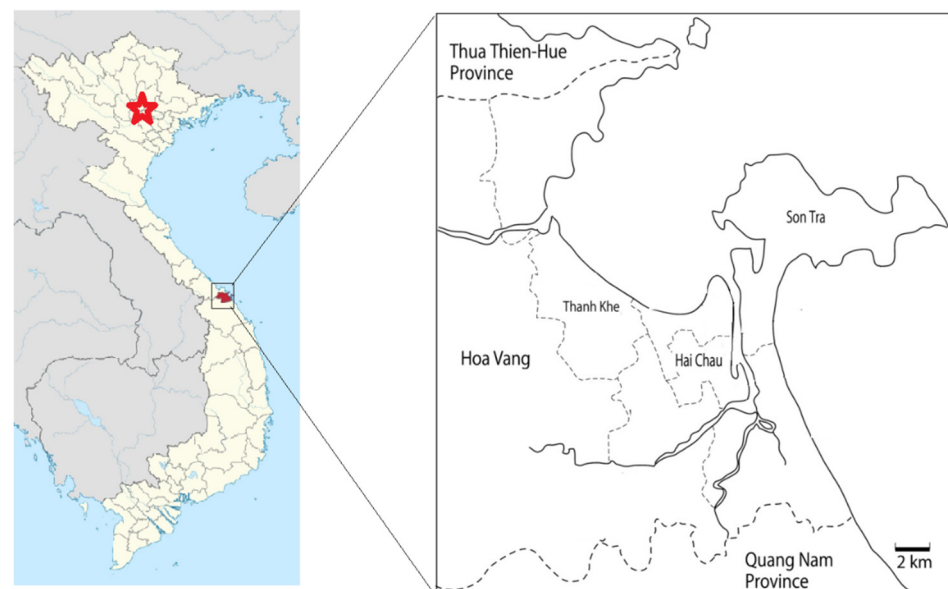 Thua Thien-Hue
Province
Son Tra
Thanh Khe
Hoa Vang
Hai Chau
2 km
Quang Nam
Province